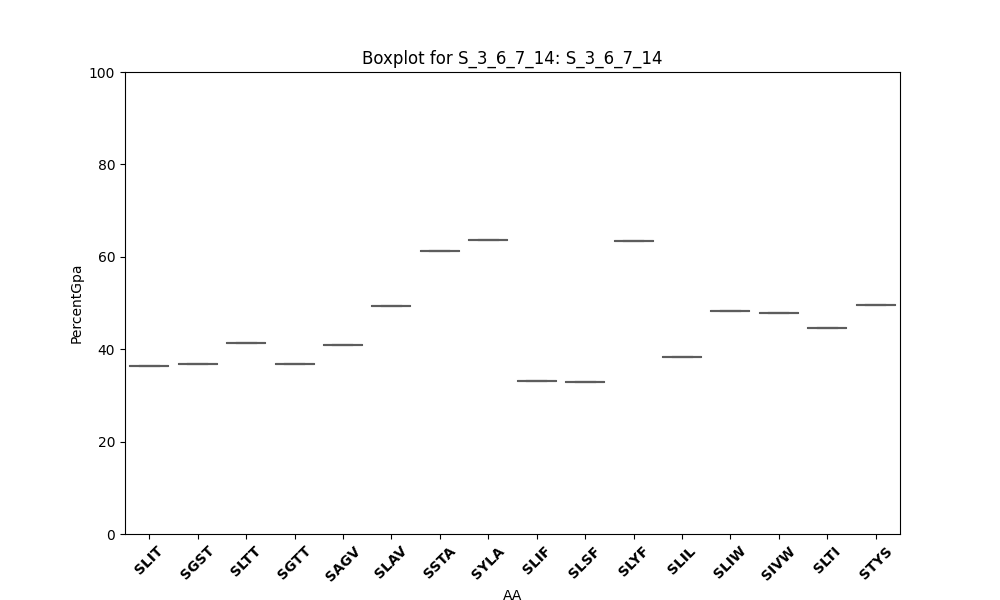 Boxplot for S_3_6_7_14: S_3_6_7_14
100
80
60
40
20
0
PercentGpa
SLIT
SGST
SLTT
SGTT
SAGV
SLAV
SSTA
SYLA
SLIF
SLSF
SLYF
SLIL
SLIW
SIVW
SLTI
STYS
AA